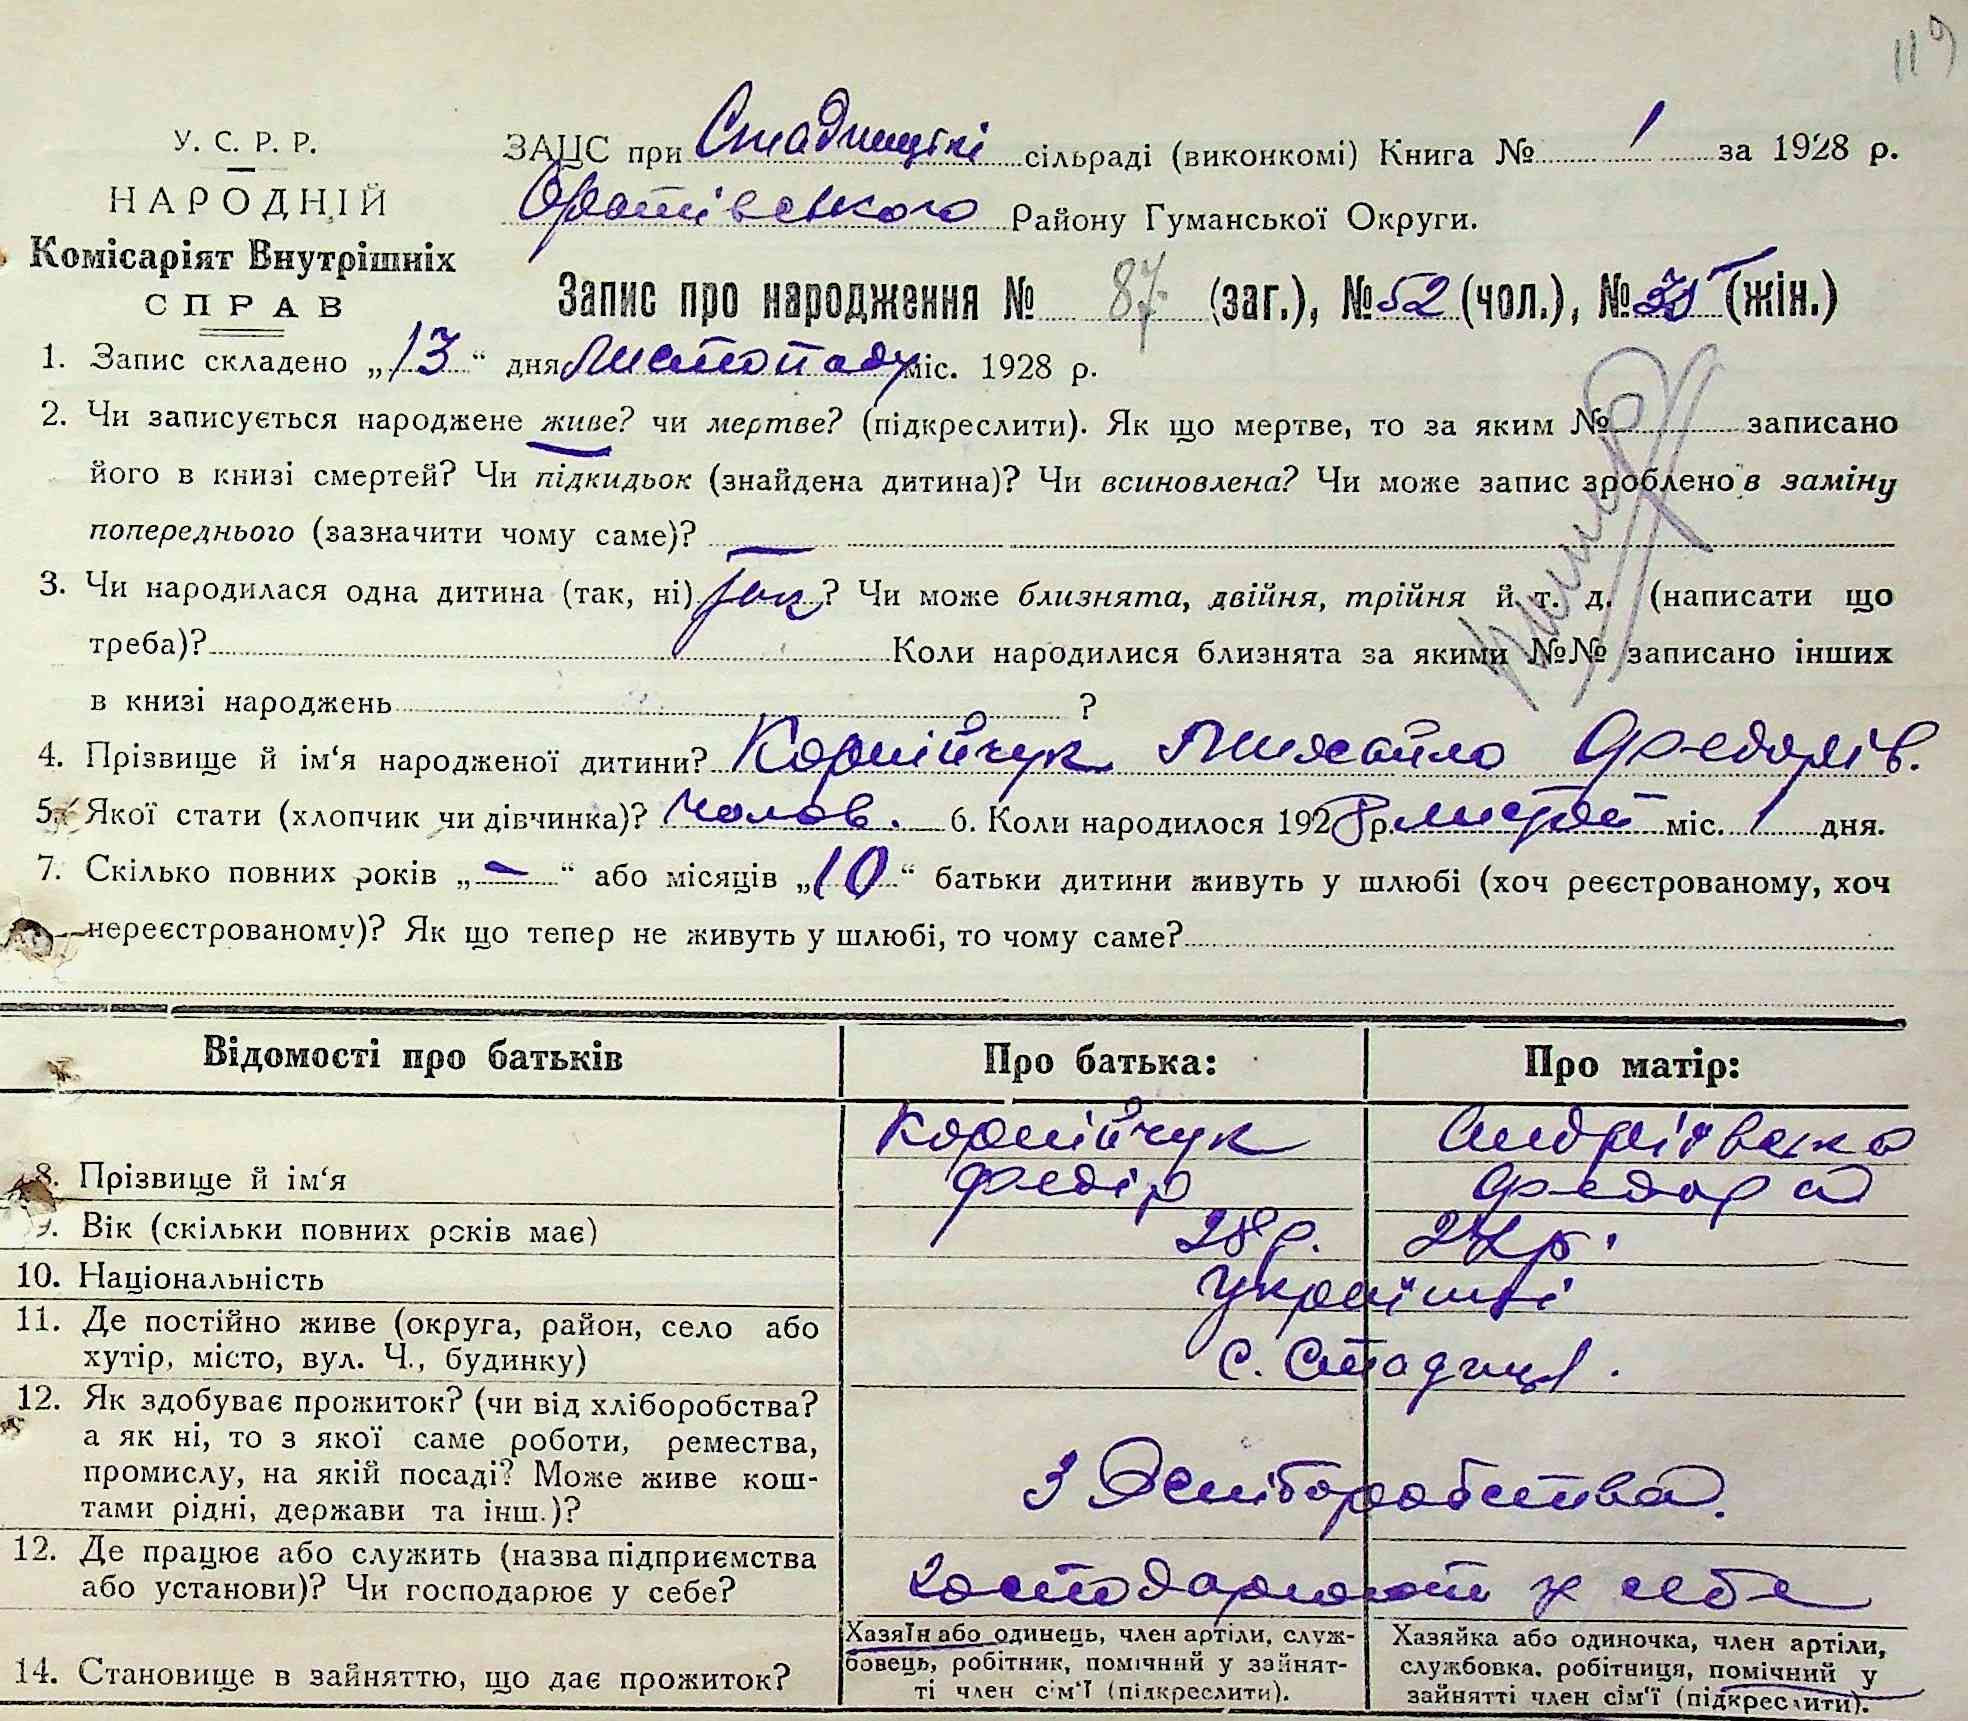 119
У. С. Р. Р.
НАРОДНІЙ
Комісаріят Внутрішніх
СПРАВ
ЗАЦС при Стадницькі сільраді (виконкомі) Книга № 1 за 1928 р.
Оратівського Району Гуманської Округи.
Запис про народження № 87 (заг.), № 52 (чол.), № (жін.)
1. Запис складено „13“ дня Листопаду міс. 1928 р.
2. Чи записується народжене живе? чи мертве? (підкреслити). Як що мертве, то за яким № записано
його в книзі смертей? Чи підкидьок (знайдена дитина)? Чи всиновлена? Чи може запис зроблено в заміну
попереднього (зазначити чому саме)?
3. Чи народилася одна дитина (так, ні) так? Чи може близнята, двійня, трійня й т. д. (написати що
треба)? Коли народилися близнята за якими №№ записано інших
в книзі народжень ?
4. Прізвище й ім‘я народженої дитини? Корнійчук Михайло Федорів.
5. Якої стати (хлопчик чи дівчинка)? Чолов. 6. Коли народилося 1928 р. листоп міс. 1 дня.
7. Скілько повних років „—“ або місяців „10“ батьки дитини живуть у шлюбі (хоч реєстрованому, хоч
нереєстрованому)? Як що тепер не живуть у шлюбі, то чому саме?
Відомості про батьків Про батька: Про матір:
8. Прізвище й ім‘я Корнійчук Федір Андріівська Федора
9. Вік (скільки повних років має) 28 р. 24 р.
10. Національність Українці
11. Де постійно живе (округа, район, село або
хутір, місто, вул. Ч., будинку) с. Стадниця.
12. Як здобуває прожиток? (чи від хліборобства?
а як ні, то з якої саме роботи, ремества,
промислу, на якій посаді? Може живе кош-
тами рідні, держави та інш.)? З Хліборобства.
12. Де працює або служить (назва підприємства
або установи)? Чи господарює у себе? господарюют у себе
14. Становище в зайняттю, що дає прожиток?
Хазяїн або одинець, член артіли, служ-
бовець, робітник, помічний у зайнят-
ті член сім‘ї (підкреслити).
Хазяйка або одиночка, член артіли,
службовка, робітниця, помічний у
зайнятті член сім‘ї (підкреслити).